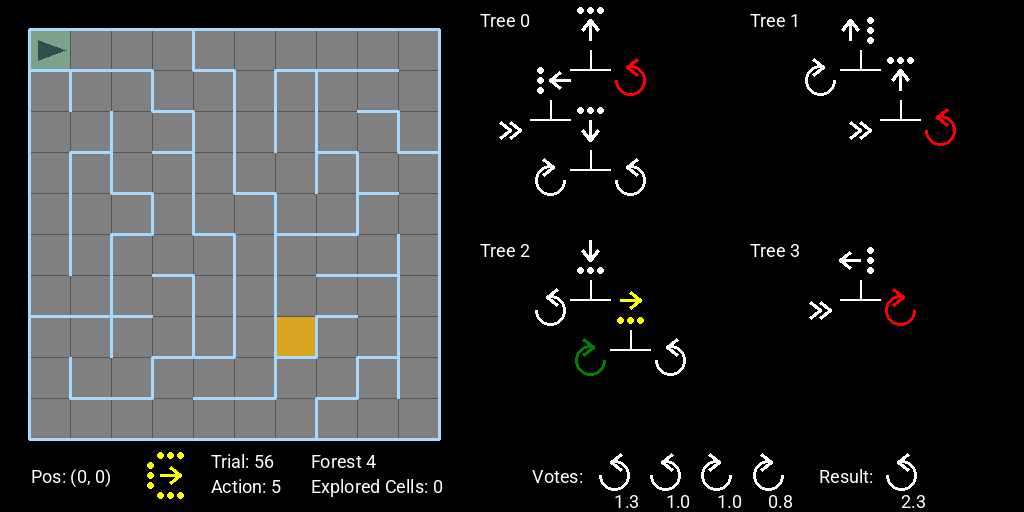 Tree 0
Tree 1
Tree 2
Tree 3
Pos: (0, 0)
Trial: 56
Forest 4
Action: 5
Explored Cells: 0
Votes:
1.3
1.0
1.0
0.8
Result:
2.3